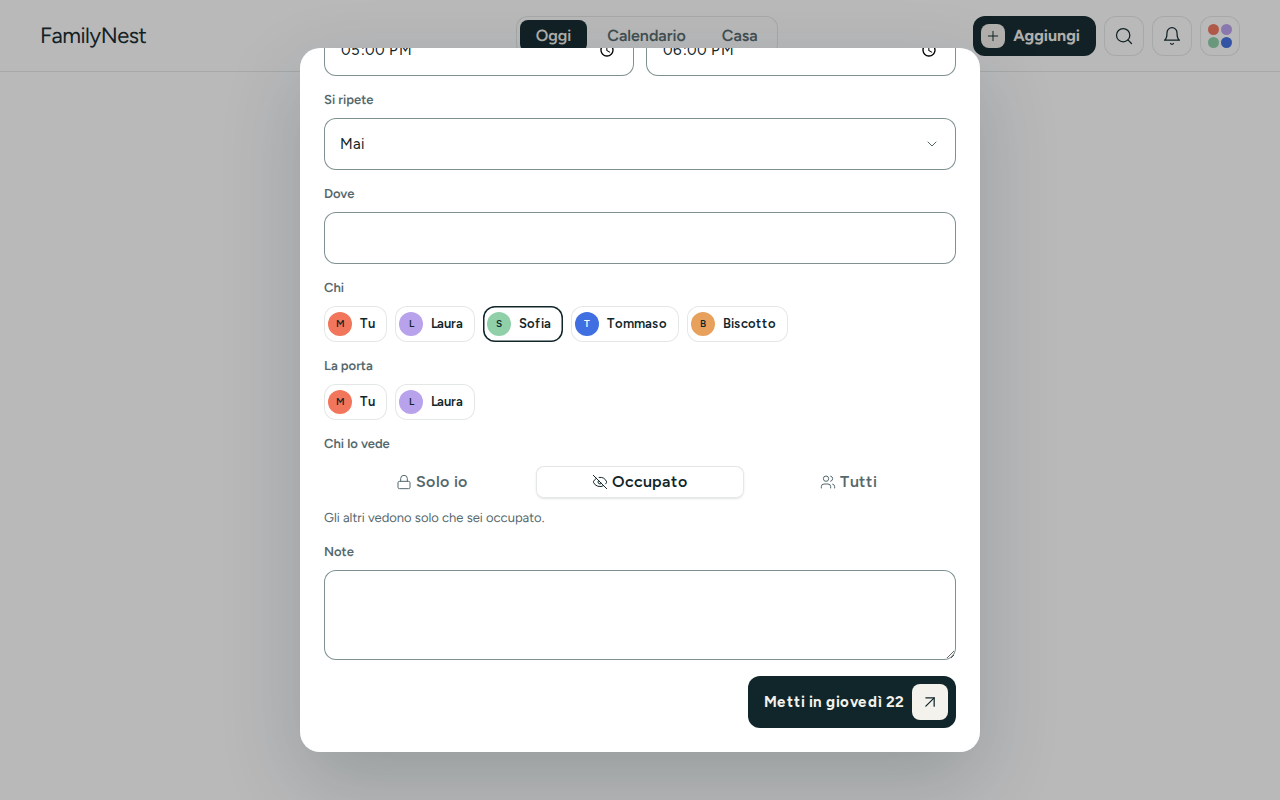 FamilyNest
Oggi Calendario Casa
Aggiungi
05:00 PM
06:00 PM
Si ripete
Mai
Dove
Chi
M Tu L Laura S Sofia T Tommaso B Biscotto
La porta
M Tu L Laura
Chi lo vede
Solo io Occupato Tutti
Gli altri vedono solo che sei occupato.
Note
Metti in giovedì 22